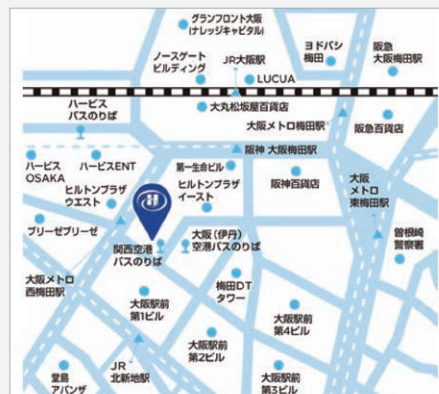 グランフロント大阪
(ナレッジキャピタル)
ヨドバシ
梅田
阪急
大阪梅田駅
ノースゲート
ビルディング
JR大阪駅
LUCUA
ハービス
バスのりば
大丸松坂屋百貨店
大阪メトロ梅田駅
阪急百貨店
阪神 大阪梅田駅
ハービス
OSAKA
ハービスENT
第一生命ビル
阪神百貨店
大阪
メトロ
東梅田駅
ヒルトンプラザ
ウエスト
ヒルトンプラザ
イースト
ブリーゼブリーゼ
関西空港
バスのりば
大阪(伊丹)
空港バスのりば
曽根崎
警察署
大阪メトロ
西梅田駅
梅田DT
タワー
大阪駅前
第1ビル
大阪駅前
第4ビル
大阪駅前
第2ビル
堂島
アバンザ
JR
北新地駅
大阪駅前
第3ビル